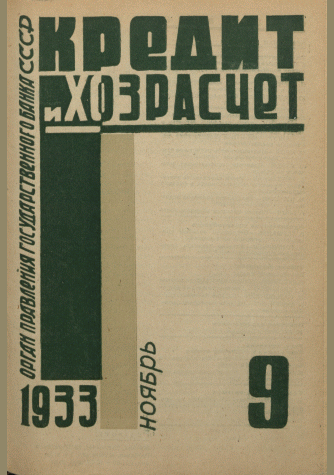 КРЕДИТ
и ХОЗРАСЧЕТ
ОРГАН ПРАВЛЕНИЯ ГОСУДАРСТВЕННОГО БАНКА СССР
1933
НОЯБРЬ
9